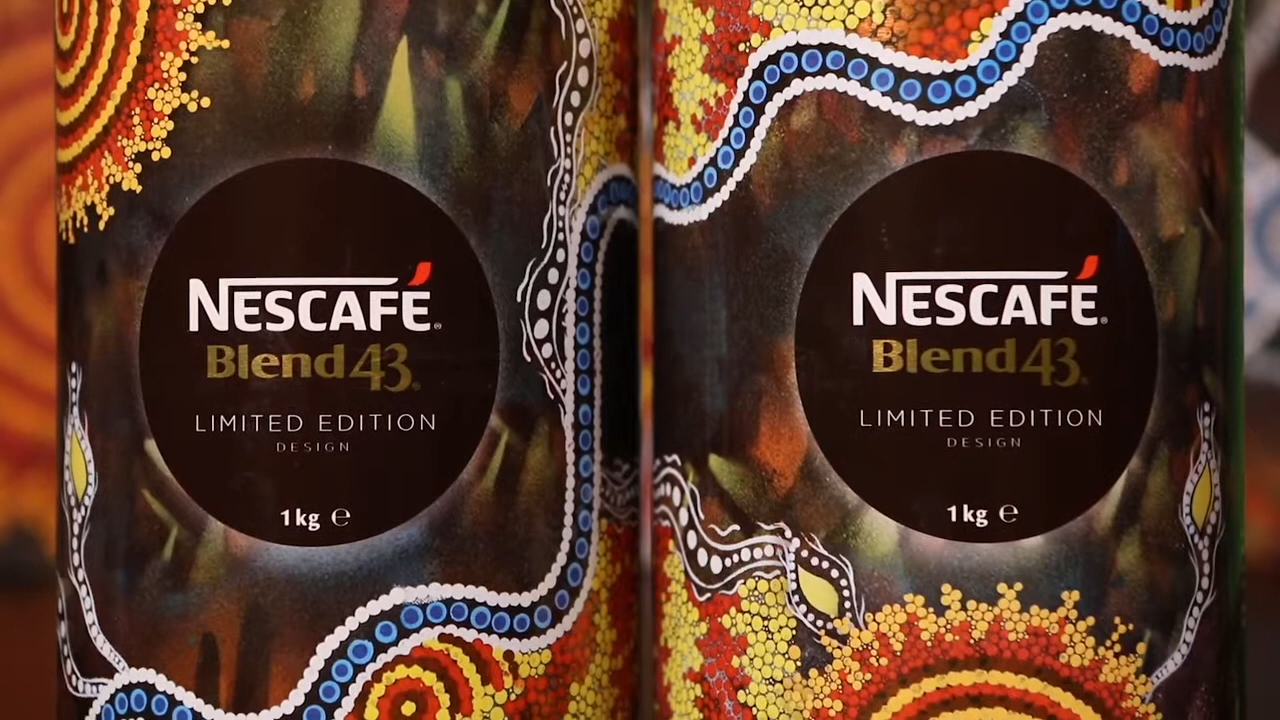 NESCAFÉ®
Blend 43®
LIMITED EDITION
DESIGN
1kg ℮
NESCAFÉ®
Blend 43®
LIMITED EDITION
DESIGN
1kg ℮